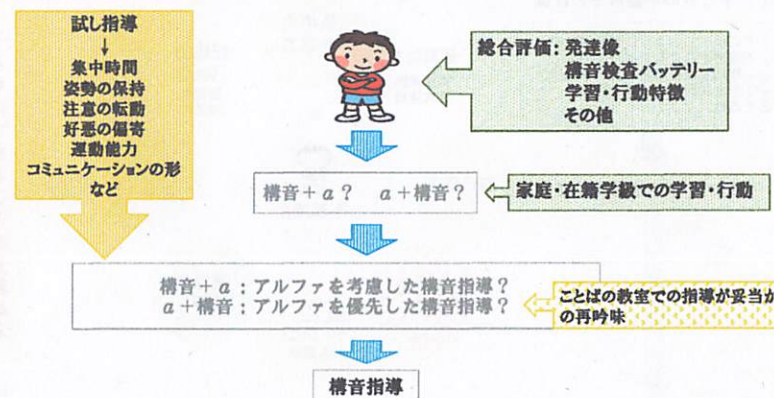 試し指導
↓
集中時間
姿勢の保持
注意の転動
好悪の偏寄
運動能力
コミュニケーションの形
など
総合評価：発達像
構音検査バッテリー
学習・行動特徴
その他
構音＋α？　α＋構音？
家庭・在籍学級での学習・行動
構音＋α：アルファを考慮した構音指導？
α＋構音：アルファを優先した構音指導？
ことばの教室での指導が妥当か
の再吟味
構音指導